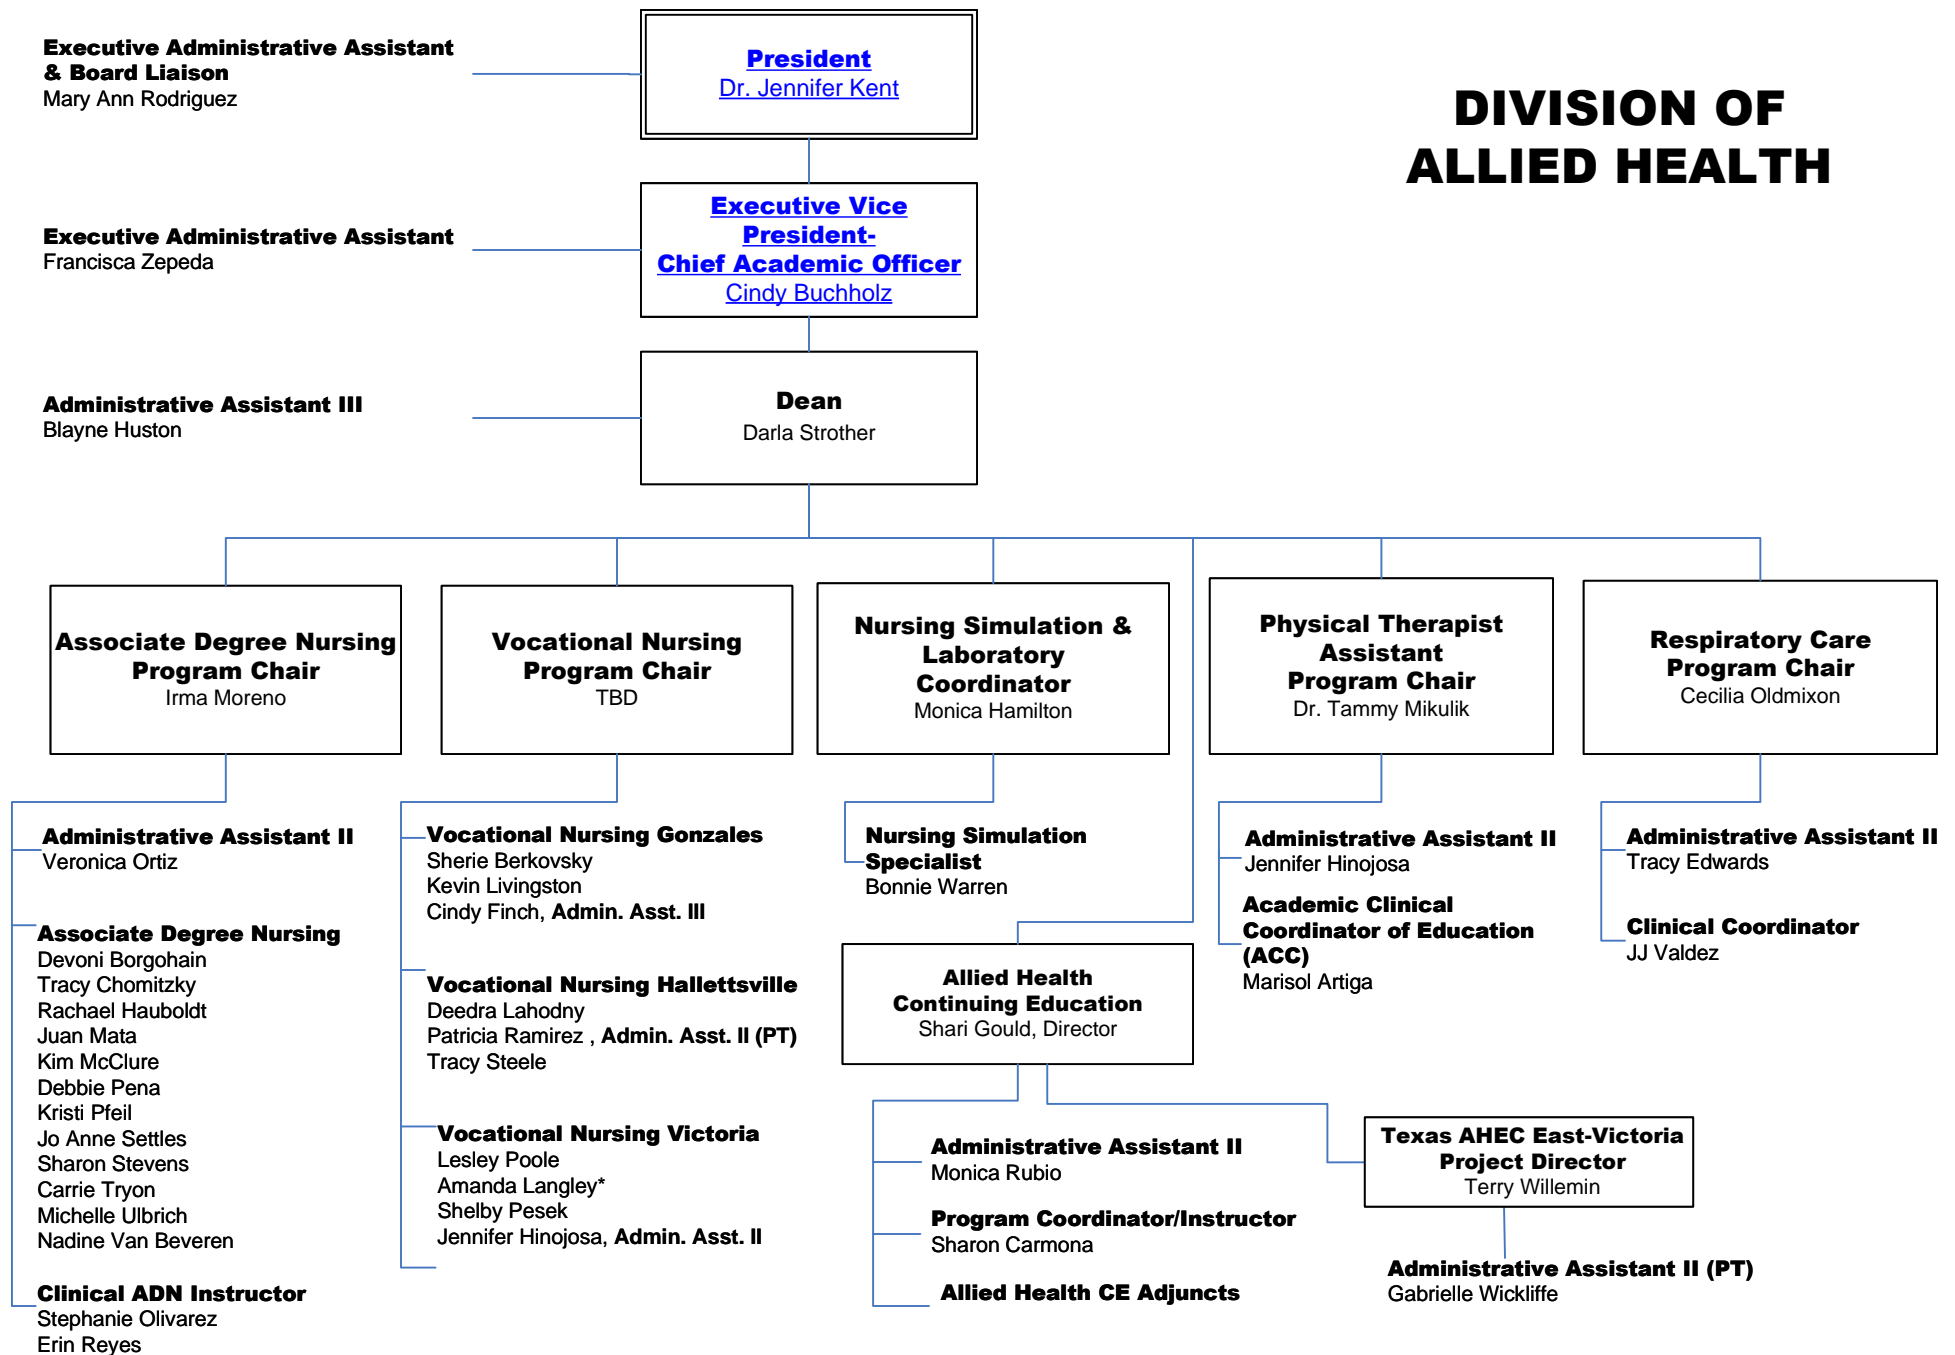 Executive Administrative Assistant
& Board Liaison
Mary Ann Rodriguez
President
Dr. Jennifer Kent
DIVISION OF
ALLIED HEALTH
Executive Administrative Assistant
Francisca Zepeda
Executive Vice
President-
Chief Academic Officer
Cindy Buchholz
Administrative Assistant III
Blayne Huston
Dean
Darla Strother
Associate Degree Nursing
Program Chair
Irma Moreno
Vocational Nursing
Program Chair
TBD
Nursing Simulation &
Laboratory
Coordinator
Monica Hamilton
Physical Therapist
Assistant
Program Chair
Dr. Tammy Mikulik
Respiratory Care
Program Chair
Cecilia Oldmixon
Administrative Assistant II
Veronica Ortiz
Associate Degree Nursing
Devoni Borgohain
Tracy Chomitzky
Rachael Hauboldt
Juan Mata
Kim McClure
Debbie Pena
Kristi Pfeil
Jo Anne Settles
Sharon Stevens
Carrie Tryon
Michelle Ulbrich
Nadine Van Beveren
Clinical ADN Instructor
Stephanie Olivarez
Erin Reyes
Vocational Nursing Gonzales
Sherie Berkovsky
Kevin Livingston
Cindy Finch, Admin. Asst. III
Vocational Nursing Hallettsville
Deedra Lahodny
Patricia Ramirez , Admin. Asst. II (PT)
Tracy Steele
Vocational Nursing Victoria
Lesley Poole
Amanda Langley*
Shelby Pesek
Jennifer Hinojosa, Admin. Asst. II
Nursing Simulation
Specialist
Bonnie Warren
Allied Health
Continuing Education
Shari Gould, Director
Administrative Assistant II
Monica Rubio
Program Coordinator/Instructor
Sharon Carmona
Allied Health CE Adjuncts
Administrative Assistant II
Jennifer Hinojosa
Academic Clinical
Coordinator of Education
(ACC)
Marisol Artiga
Texas AHEC East-Victoria
Project Director
Terry Willemin
Administrative Assistant II (PT)
Gabrielle Wickliffe
Administrative Assistant II
Tracy Edwards
Clinical Coordinator
JJ Valdez